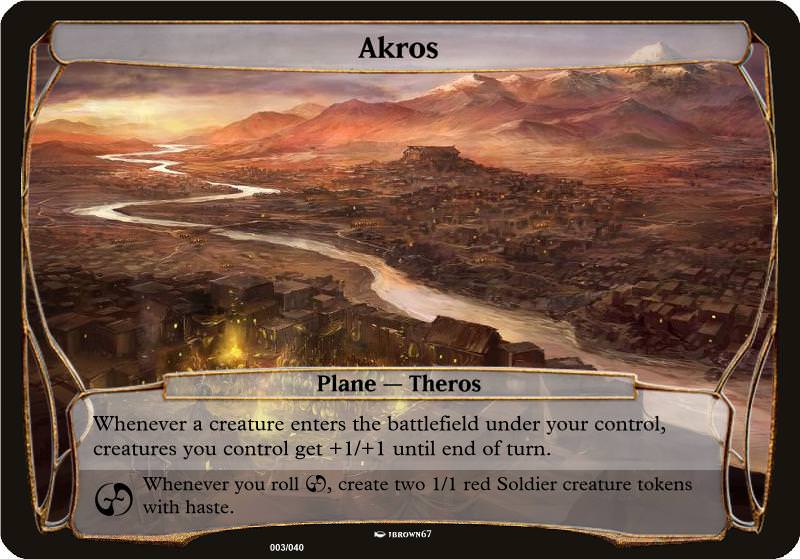 Akros
Plane — Theros
Whenever a creature enters the battlefield under your control,
creatures you control get +1/+1 until end of turn.
Whenever you roll , create two 1/1 red Soldier creature tokens
with haste.
JBROWN67
003/040